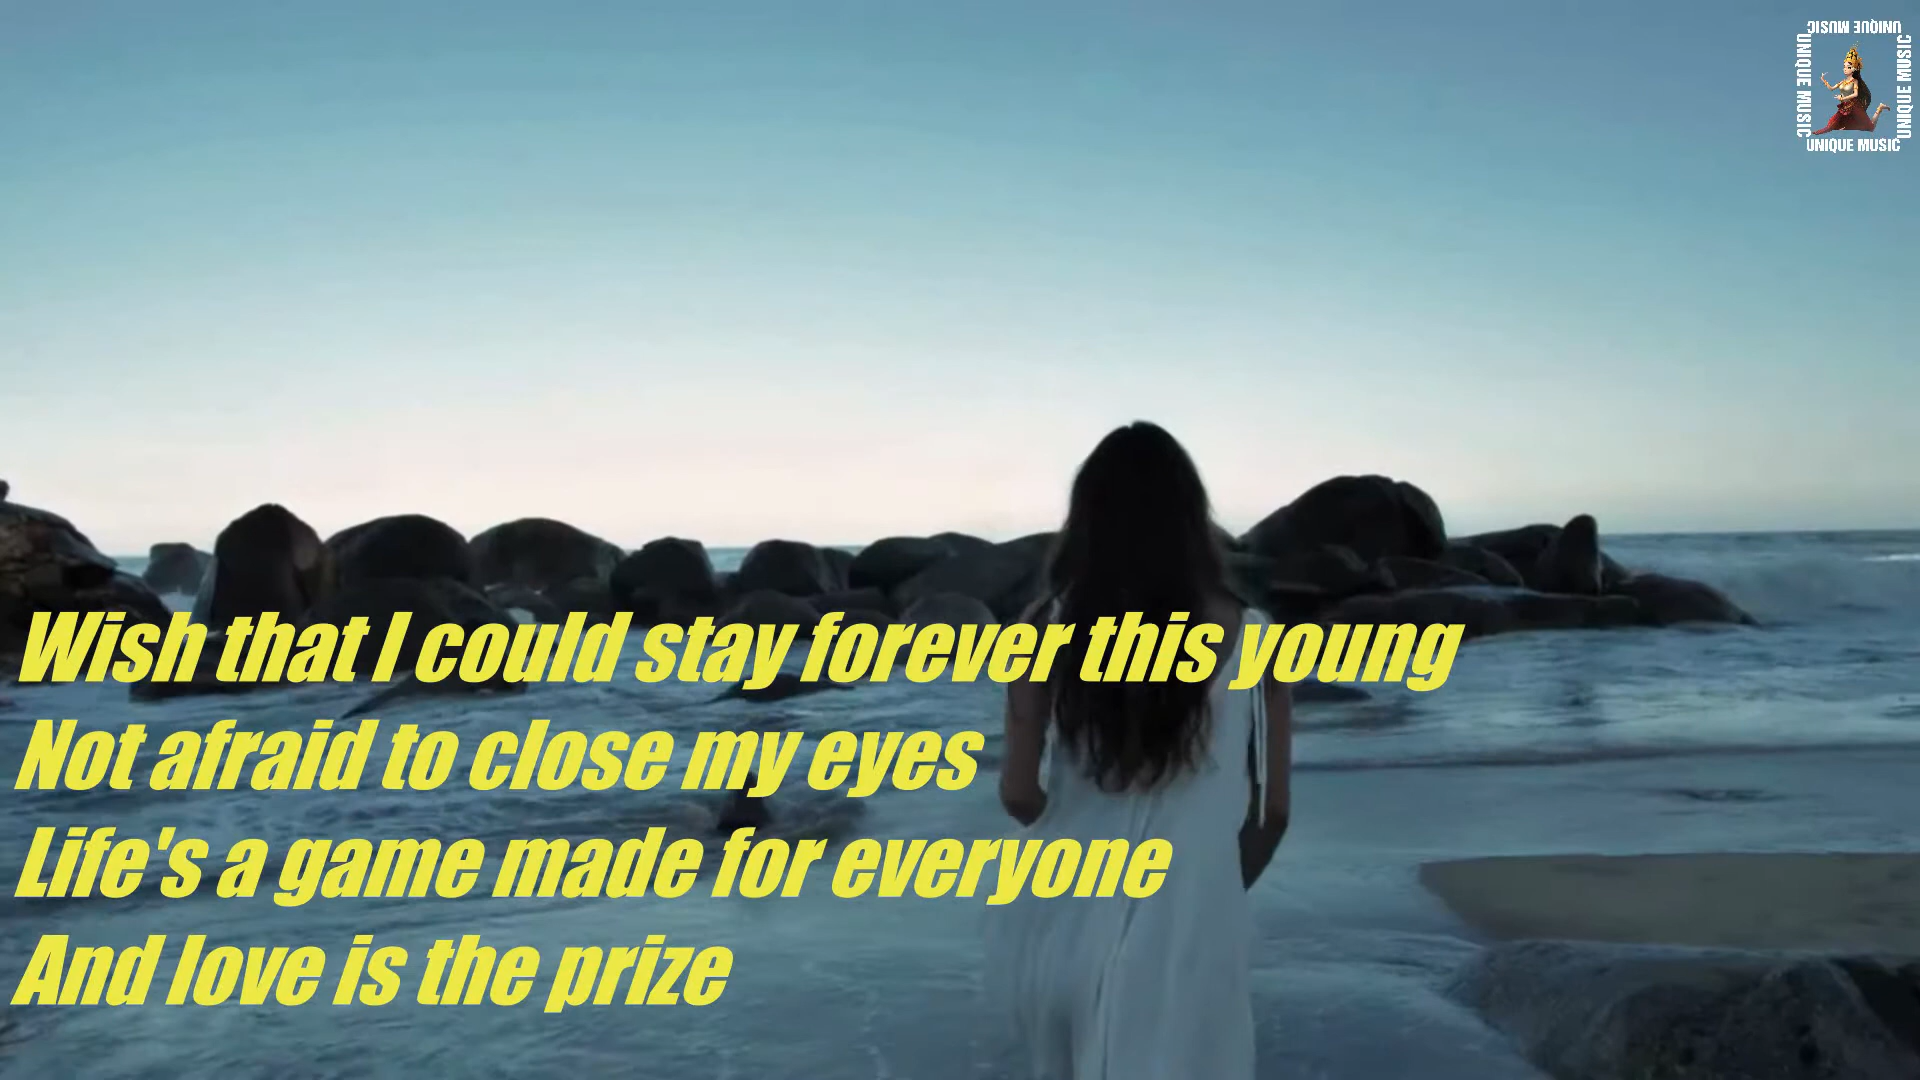 UNIQUE MUSIC
UNIQUE MUSIC
UNIQUE MUSIC
UNIQUE MUSIC
Wish that I could stay forever this young
Not afraid to close my eyes
Life's a game made for everyone
And love is the prize